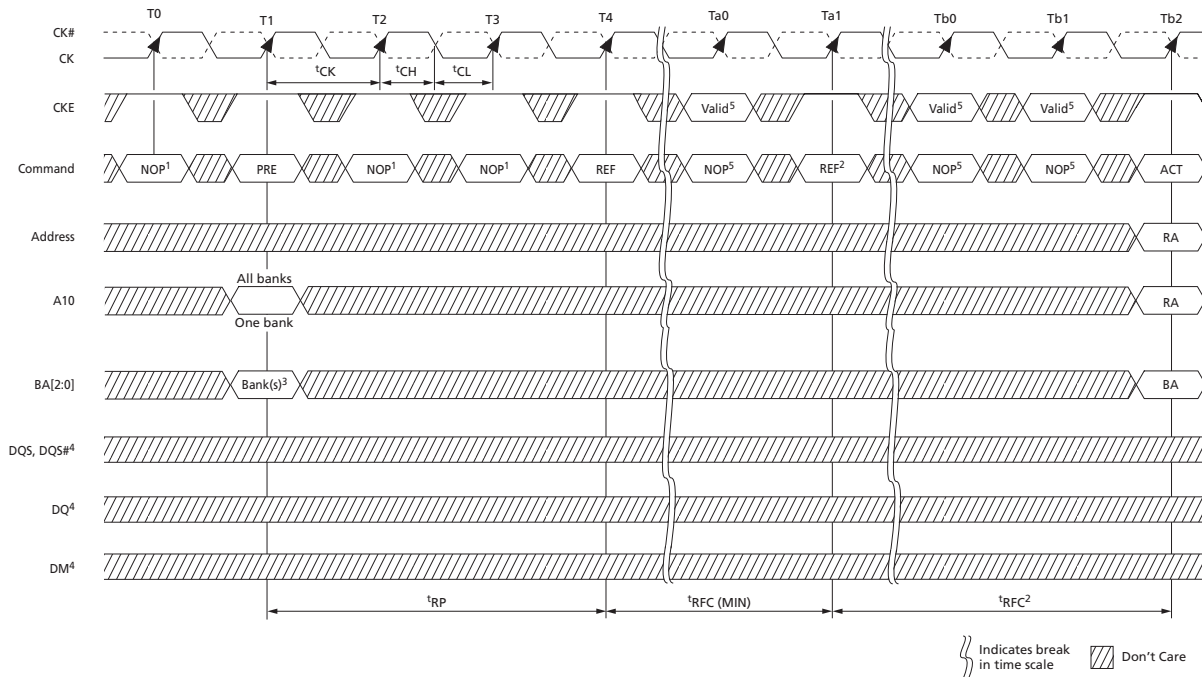 T0 T1 T2 T3 T4 Ta0 Ta1 Tb0 Tb1 Tb2
CK#
CK
tCK tCH tCL
CKE Valid5 Valid5 Valid5
Command NOP1 PRE NOP1 NOP1 REF NOP5 REF2 NOP5 NOP5 ACT
Address RA
All banks
A10 RA
One bank
BA[2:0] Bank(s)3 BA
DQS, DQS#4
DQ4
DM4
tRP tRFC (MIN) tRFC2
Indicates break
in time scale
Don't Care